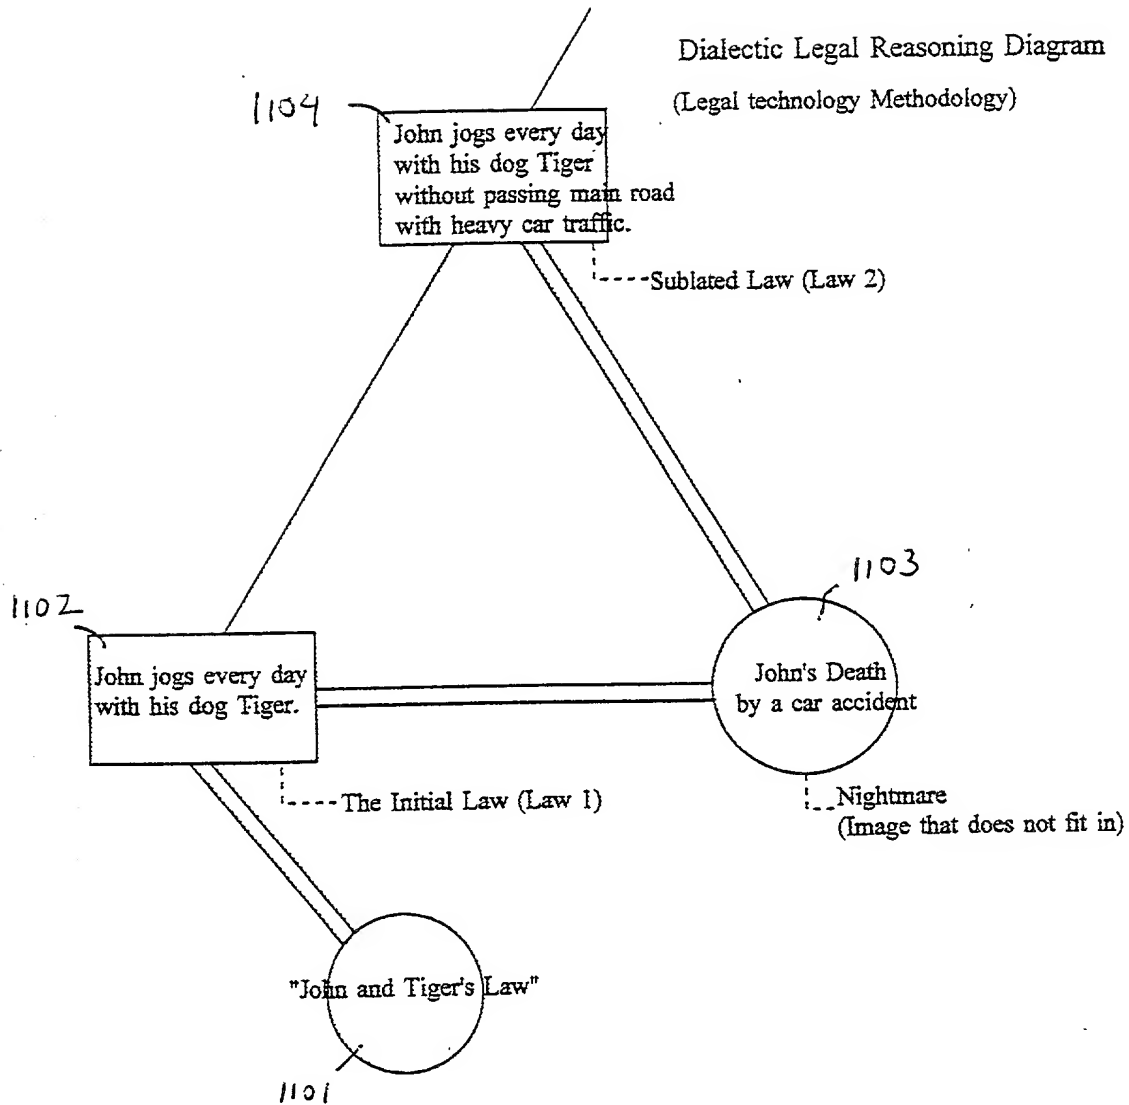 Dialectic Legal Reasoning Diagram
(Legal technology Methodology)
1104
John jogs every day
with his dog Tiger
without passing main road
with heavy car traffic.
Sublated Law (Law 2)
1103
1102
John jogs every day
with his dog Tiger.
John's Death
by a car accident
The Initial Law (Law 1)
Nightmare
(Image that does not fit in)
"John and Tiger's Law"
1101